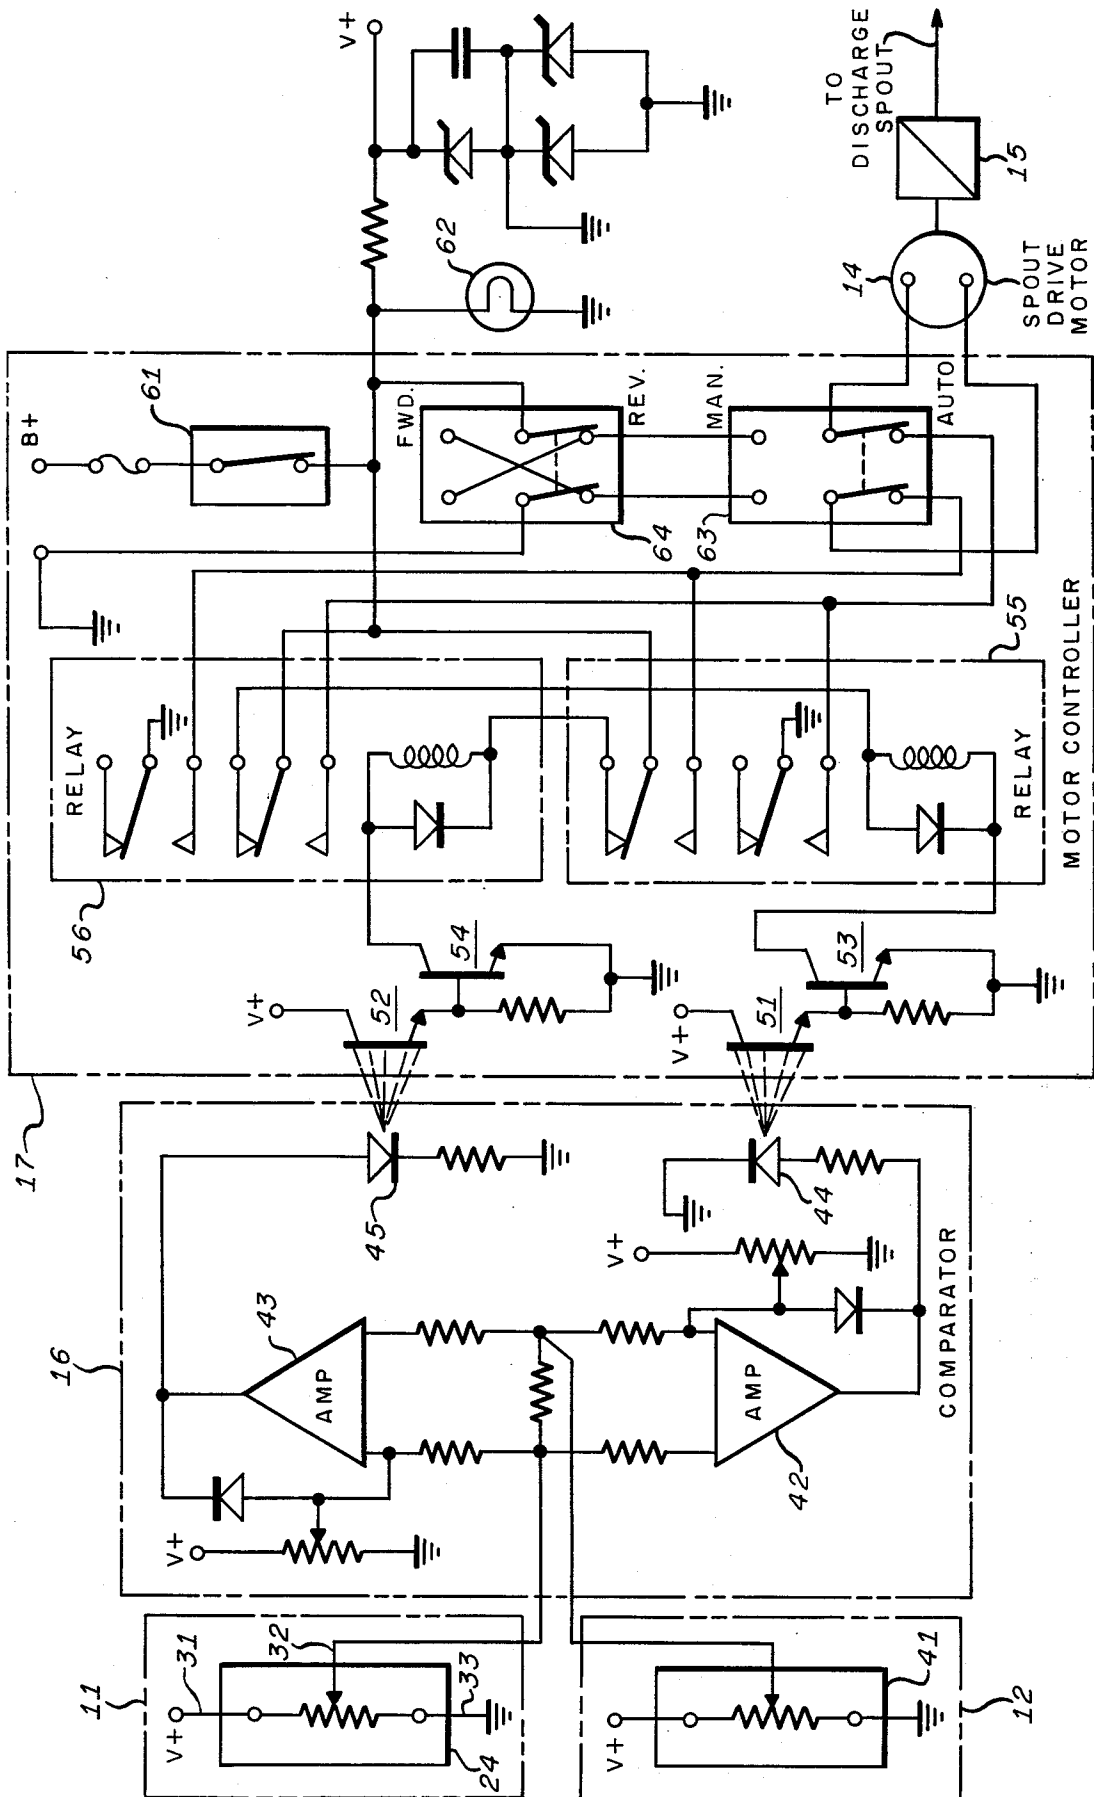 11
V+
31
32
33
24
V+
41
12
16
V+
AMP
43
AMP
42
V+
45
44
COMPARATOR
17
V+
52
54
V+
51
53
56
RELAY
RELAY
55
MOTOR CONTROLLER
B+
61
FWD.
REV.
64
MAN.
AUTO
63
62
V+
14
SPOUT
DRIVE
MOTOR
15
TO
DISCHARGE
SPOUT